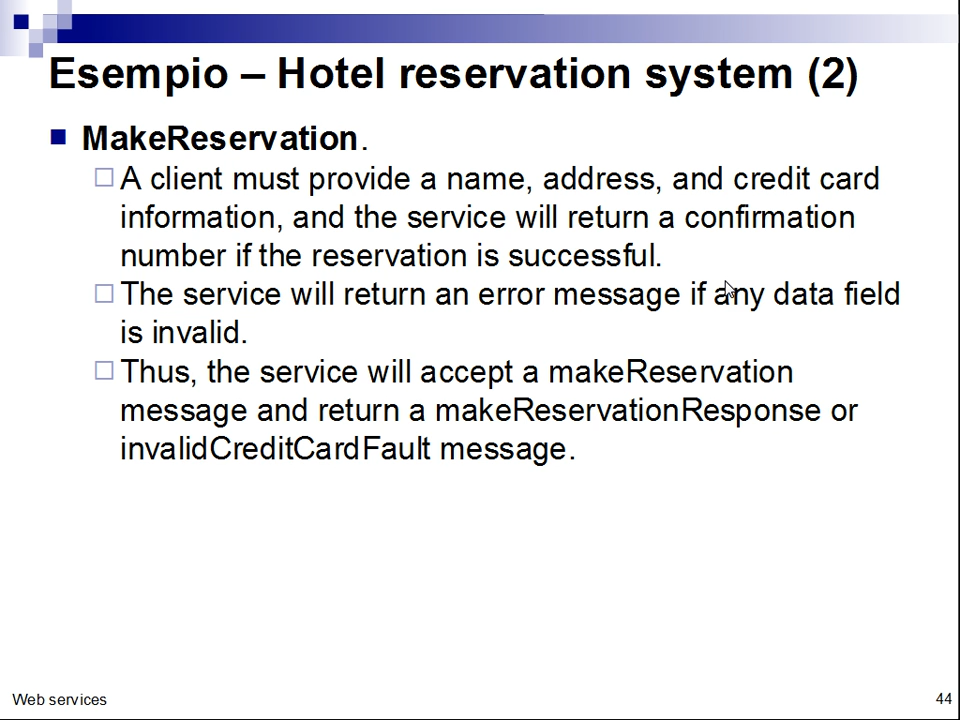 Esempio – Hotel reservation system (2)
MakeReservation.
A client must provide a name, address, and credit card
information, and the service will return a confirmation
number if the reservation is successful.
The service will return an error message if any data field
is invalid.
Thus, the service will accept a makeReservation
message and return a makeReservationResponse or
invalidCreditCardFault message.
Web services
44